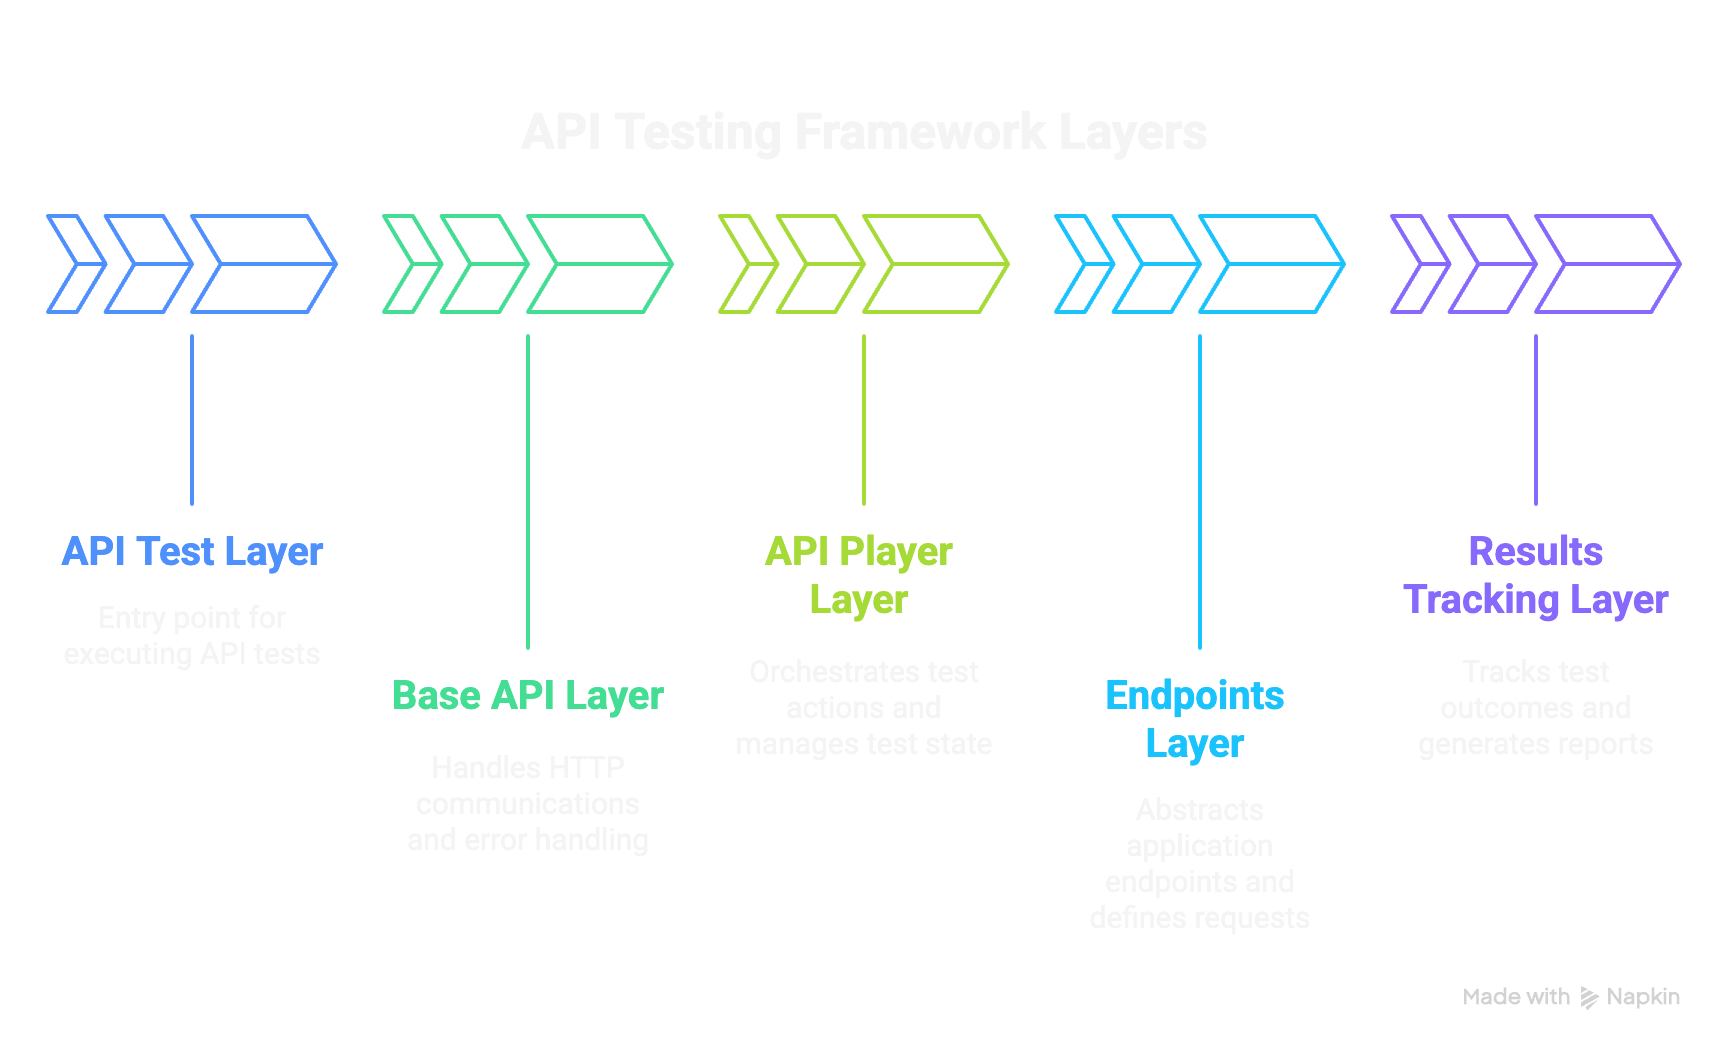 API Testing Framework Layers
API Test Layer
Entry point for
executing API tests
Base API Layer
Handles HTTP
communications
and error handling
API Player
Layer
Orchestrates test
actions and
manages test state
Endpoints
Layer
Abstracts
application
endpoints and
defines requests
Results
Tracking Layer
Tracks test
outcomes and
generates reports
Made with Napkin